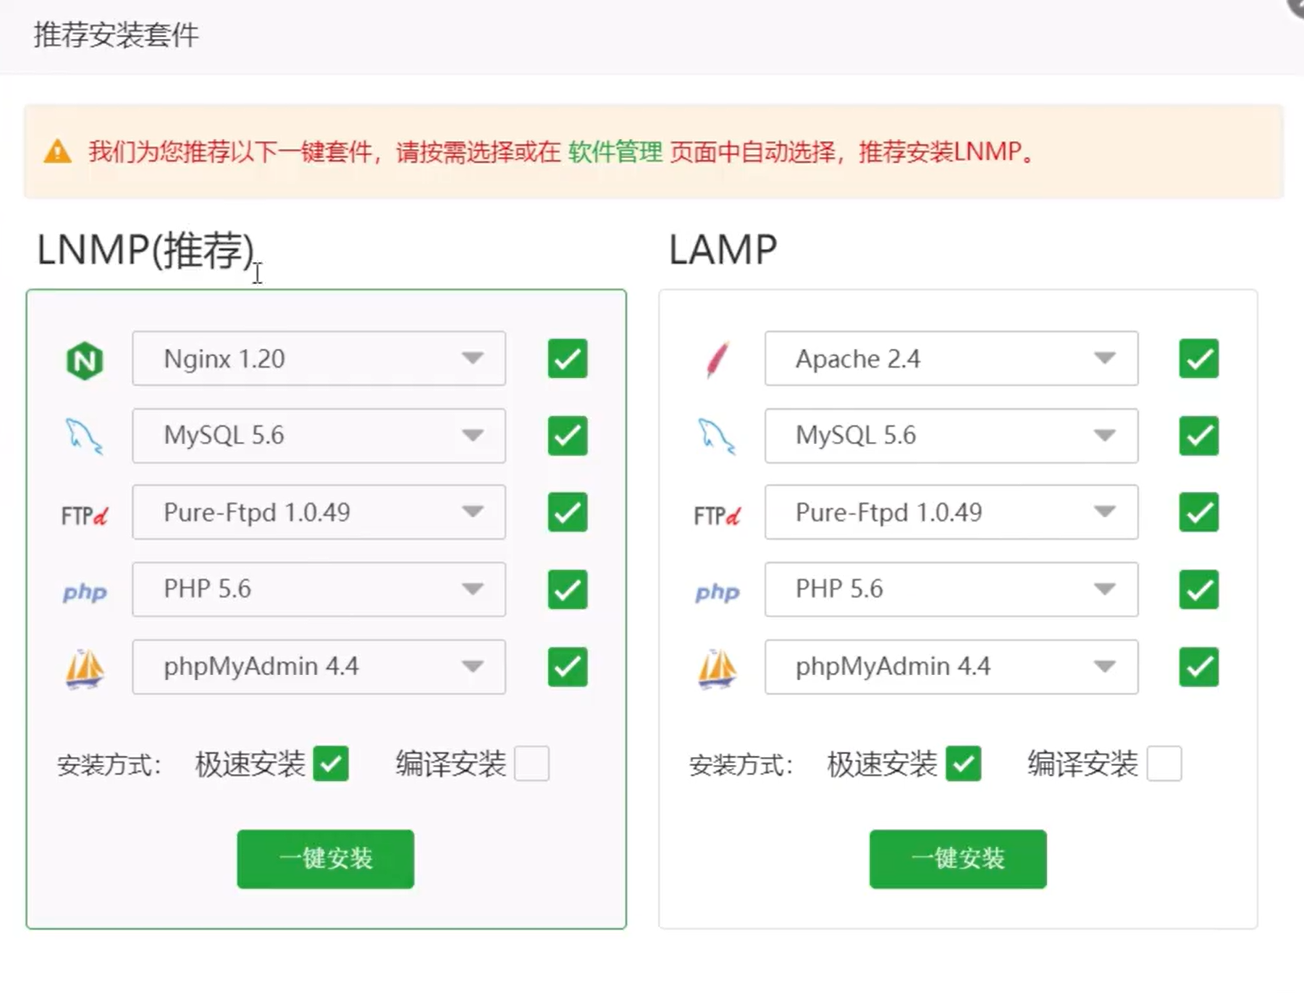 推荐安装套件
我们为您推荐以下一键套件，请按需选择或在 软件管理 页面中自动选择，推荐安装LNMP。
LNMP(推荐)
Nginx 1.20
MySQL 5.6
FTPd
Pure-Ftpd 1.0.49
php
PHP 5.6
phpMyAdmin 4.4
安装方式： 极速安装 编译安装
一键安装
LAMP
Apache 2.4
MySQL 5.6
FTPd
Pure-Ftpd 1.0.49
php
PHP 5.6
phpMyAdmin 4.4
安装方式： 极速安装 编译安装
一键安装